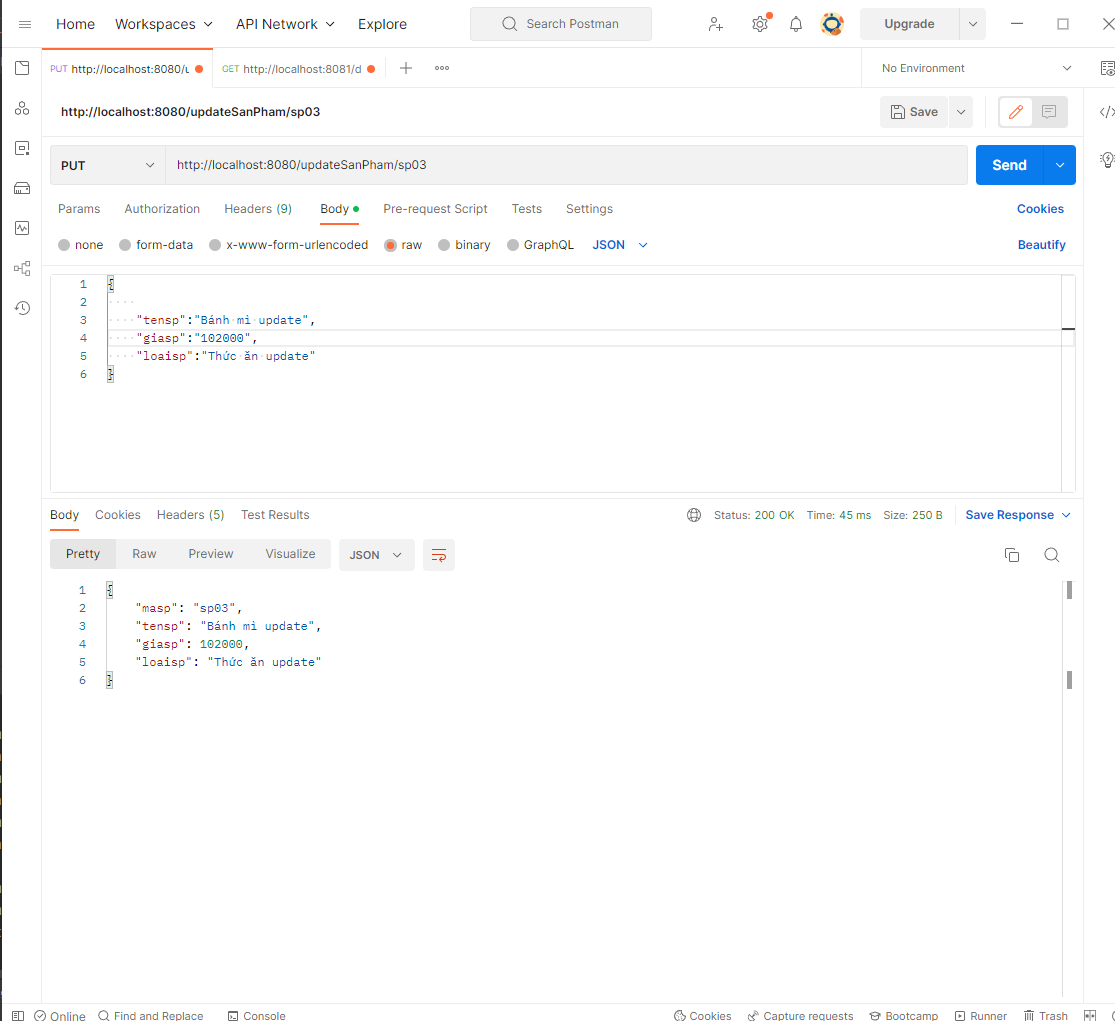 Home Workspaces API Network Explore Search Postman Upgrade
PUT http://localhost:8080/u GET http://localhost:8081/d No Environment
http://localhost:8080/updateSanPham/sp03 Save
PUT http://localhost:8080/updateSanPham/sp03 Send
Params Authorization Headers (9) Body Pre-request Script Tests Settings Cookies
none form-data x-www-form-urlencoded raw binary GraphQL JSON Beautify
1 {
2
3 "tensp":"Bánh mì update",
4 "giasp":"102000",
5 "loaisp":"Thức ăn update"
6 }
Body Cookies Headers (5) Test Results Status: 200 OK Time: 45 ms Size: 250 B Save Response
Pretty Raw Preview Visualize JSON
1 {
2 "masp": "sp03",
3 "tensp": "Bánh mì update",
4 "giasp": 102000,
5 "loaisp": "Thức ăn update"
6 }
Online Find and Replace Console Cookies Capture requests Bootcamp Runner Trash